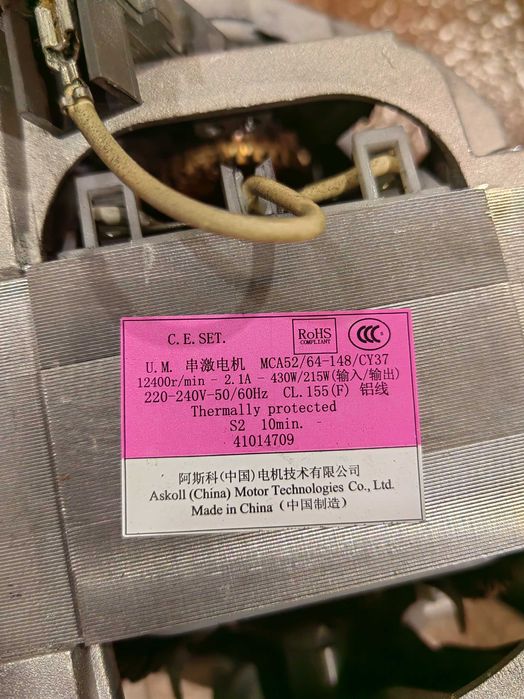 C.E.SET.
RoHS
COMPLIANT
CCC
U.M. 串激电机 MCA52/64-148/CY37
12400r/min - 2.1A - 430W/215W(输入/输出)
220-240V-50/60Hz CL.155(F) 铝线
Thermally protected
S2 10min.
41014709
阿斯科(中国)电机技术有限公司
Askoll (China) Motor Technologies Co., Ltd.
Made in China (中国制造)